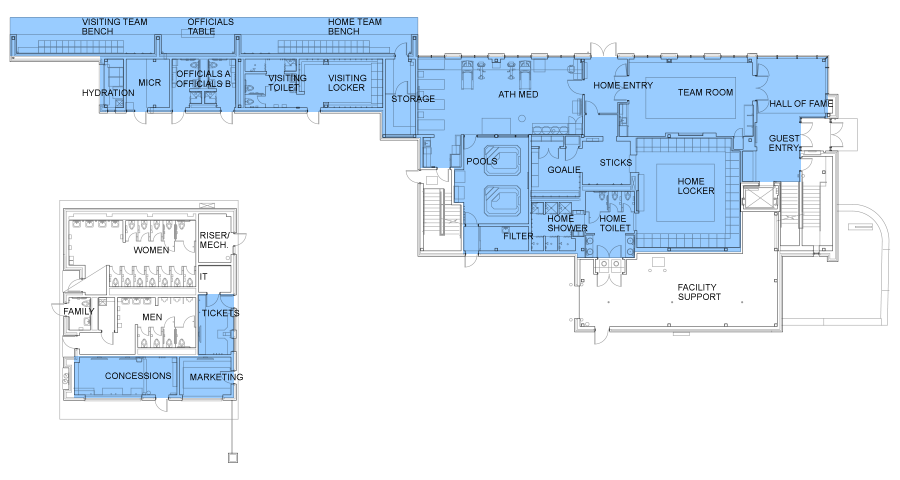 VISITING TEAM
BENCH
OFFICIALS
TABLE
HOME TEAM
BENCH
HYDRATION
MICR
OFFICIALS A
OFFICIALS B
VISITING
TOILET
VISITING
LOCKER
STORAGE
ATH MED
HOME ENTRY
TEAM ROOM
HALL OF FAME
GUEST
ENTRY
POOLS
GOALIE
STICKS
HOME
LOCKER
FILTER
HOME
SHOWER
HOME
TOILET
FACILITY
SUPPORT
WOMEN
RISER/
MECH.
IT
FAMILY
MEN
TICKETS
CONCESSIONS
MARKETING